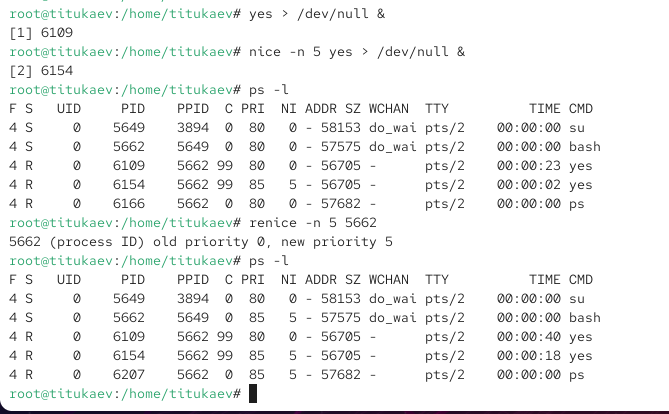 root@titukaev:/home/titukaev# yes > /dev/null &
[1] 6109
root@titukaev:/home/titukaev# nice -n 5 yes > /dev/null &
[2] 6154
root@titukaev:/home/titukaev# ps -l
F S   UID     PID    PPID  C PRI  NI ADDR SZ WCHAN  TTY          TIME CMD
4 S     0    5649    3894  0  80   0 - 58153 do_wai pts/2    00:00:00 su
4 S     0    5662    5649  0  80   0 - 57575 do_wai pts/2    00:00:00 bash
4 R     0    6109    5662 99  80   0 - 56705 -      pts/2    00:00:23 yes
4 R     0    6154    5662 99  85   5 - 56705 -      pts/2    00:00:02 yes
4 R     0    6166    5662  0  80   0 - 57682 -      pts/2    00:00:00 ps
root@titukaev:/home/titukaev# renice -n 5 5662
5662 (process ID) old priority 0, new priority 5
root@titukaev:/home/titukaev# ps -l
F S   UID     PID    PPID  C PRI  NI ADDR SZ WCHAN  TTY          TIME CMD
4 S     0    5649    3894  0  80   0 - 58153 do_wai pts/2    00:00:00 su
4 S     0    5662    5649  0  85   5 - 57575 do_wai pts/2    00:00:00 bash
4 R     0    6109    5662 99  80   0 - 56705 -      pts/2    00:00:40 yes
4 R     0    6154    5662 99  85   5 - 56705 -      pts/2    00:00:18 yes
4 R     0    6207    5662  0  85   5 - 57682 -      pts/2    00:00:00 ps
root@titukaev:/home/titukaev#